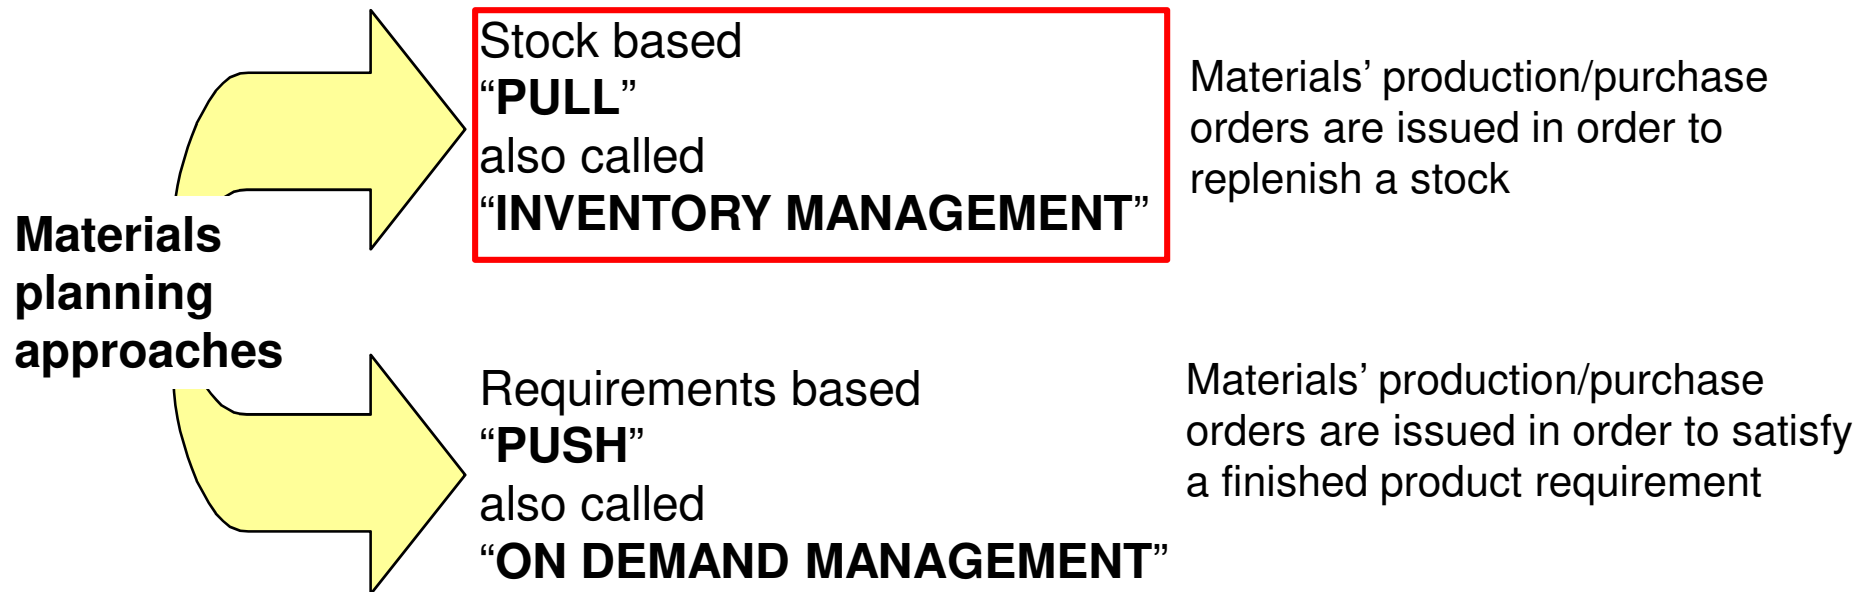 Materials
planning
approaches
Stock based
“PULL”
also called
“INVENTORY MANAGEMENT”
Materials’ production/purchase
orders are issued in order to
replenish a stock
Requirements based
“PUSH”
also called
“ON DEMAND MANAGEMENT”
Materials’ production/purchase
orders are issued in order to satisfy
a finished product requirement